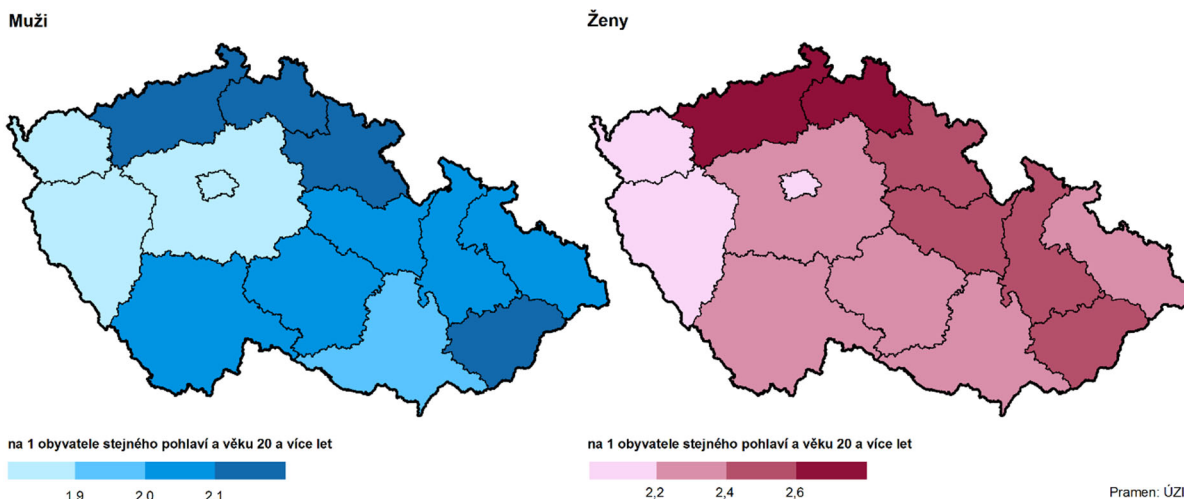 Muži
Ženy
na 1 obyvatele stejného pohlaví a věku 20 a více let
1,9 2,0 2,1
na 1 obyvatele stejného pohlaví a věku 20 a více let
2,2 2,4 2,6
Pramen: ÚZI